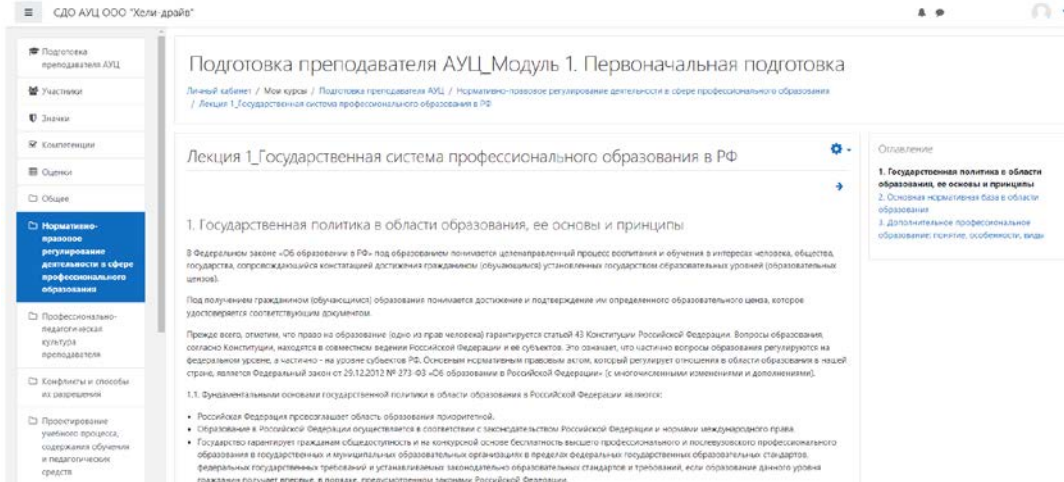 СДО АУЦ ООО "Хели-драйв"
Подготовка
преподавателя АУЦ
Участники
Значки
Компетенции
Оценки
Общее
Нормативно-
правовое
регулирование
деятельности в сфере
профессионального
образования
Профессионально-
педагогическая
культура
преподавателя
Конфликты и способы
их разрешения
Проектирование
учебного процесса,
содержания обучения
и педагогических
средств
Подготовка преподавателя АУЦ_Модуль 1. Первоначальная подготовка
Личный кабинет / Мои курсы / Подготовка преподавателя АУЦ / Нормативно-правовое регулирование деятельности в сфере профессионального образования
/ Лекция 1_Государственная система профессионального образования в РФ
Лекция 1_Государственная система профессионального образования в РФ
1. Государственная политика в области образования, ее основы и принципы
В Федеральном законе «Об образовании в РФ» под образованием понимается целенаправленный процесс воспитания и обучения в интересах человека, общества,
государства, сопровождающийся констатацией достижения гражданином (обучающимся) установленных государством образовательных уровней (образовательных
цензов).
Под получением гражданином (обучающимся) образования понимается достижение и подтверждение им определенного образовательного ценза, которое
удостоверяется соответствующим документом.
Прежде всего, отметим, что право на образование (одно из прав человека) гарантируется статьей 43 Конституции Российской Федерации. Вопросы образования,
согласно Конституции, находятся в совместном ведении Российской Федерации и её субъектов. Это означает, что частично вопросы образования регулируются на
федеральном уровне, а частично - на уровне субъектов РФ. Основным нормативным правовым актом, который регулирует отношения в области образования в нашей
стране, является Федеральный закон от 29.12.2012 № 273-ФЗ «Об образовании в Российской Федерации» (с многочисленными изменениями и дополнениями).
1.1. Фундаментальными основами государственной политики в области образования в Российской Федерации являются:
• Российская Федерация провозглашает область образования приоритетной.
• Образование в Российской Федерации осуществляется в соответствии с законодательством Российской Федерации и нормами международного права.
• Государство гарантирует гражданам общедоступность и на конкурсной основе бесплатность высшего профессионального и послевузовского профессионального
образования в государственных и муниципальных образовательных организациях в пределах федеральных государственных образовательных стандартов,
федеральных государственных требований и устанавливаемых законодательно образовательных стандартов и требований, если образование данного уровня
гражданин получает впервые, в порядке, предусмотренном законами Российской Федерации.
Оглавление
1. Государственная политика в области
образования, ее основы и принципы
2. Основная нормативная база в области
образования
3. Дополнительное профессиональное
образование: понятие, особенности, виды